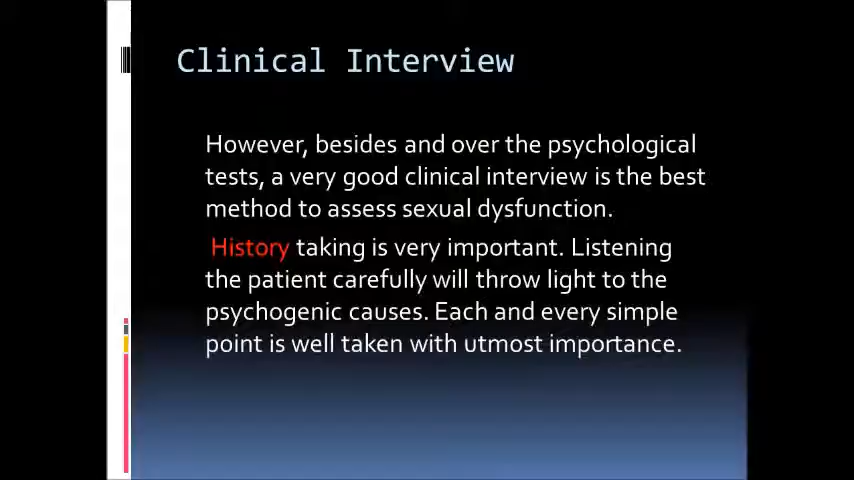 Clinical Interview
However, besides and over the psychological
tests, a very good clinical interview is the best
method to assess sexual dysfunction.
History taking is very important. Listening
the patient carefully will throw light to the
psychogenic causes. Each and every simple
point is well taken with utmost importance.